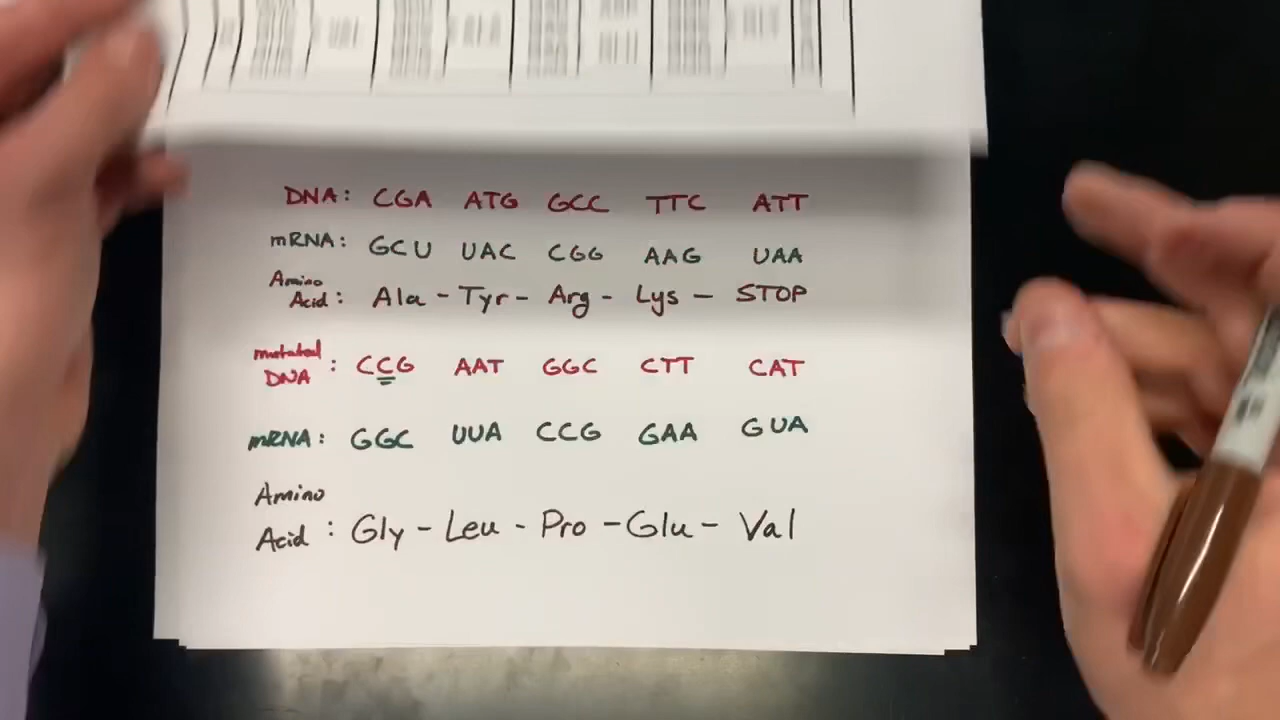 DNA: CGA ATG GCC TTC ATT
mRNA: GCU UAC CGG AAG UAA
Amino
Acid: Ala - Tyr - Arg - Lys - STOP
mutated
DNA : CCG AAT GGC CTT CAT
mRNA: GGC UUA CCG GAA GUA
Amino
Acid : Gly - Leu - Pro - Glu - Val